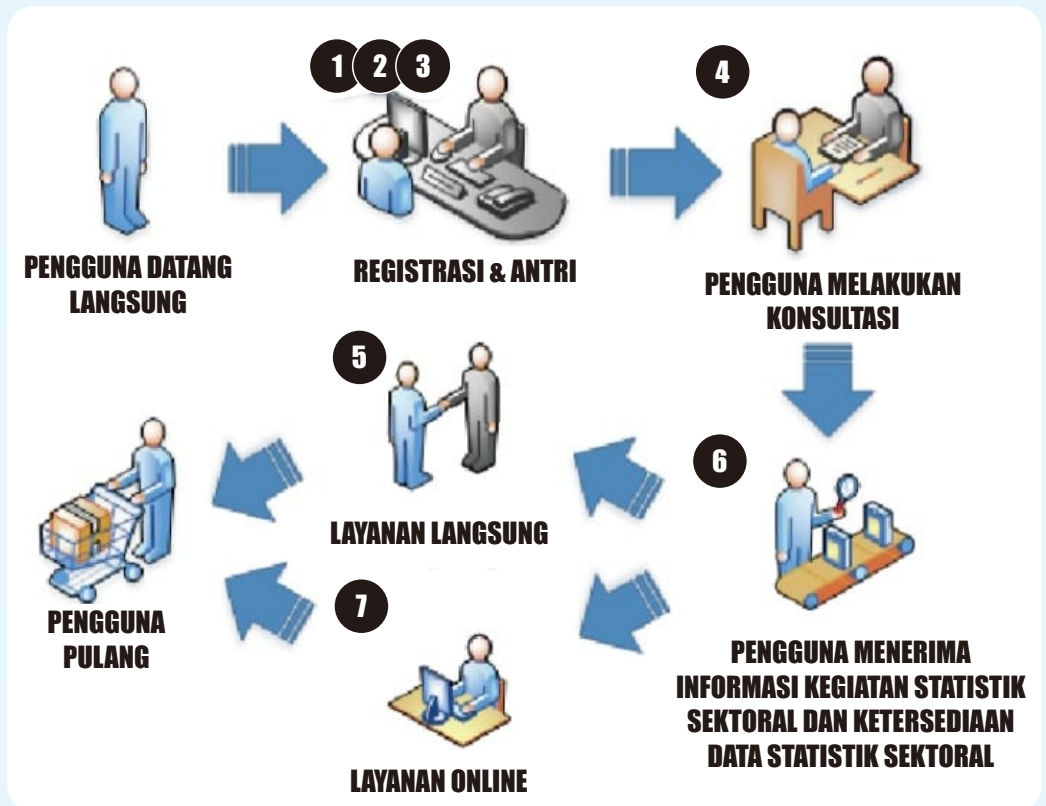 1 2 3
4
PENGGUNA DATANG
LANGSUNG
REGISTRASI & ANTRI
PENGGUNA MELAKUKAN
KONSULTASI
5
6
LAYANAN LANGSUNG
7
PENGGUNA
PULANG
PENGGUNA MENERIMA
INFORMASI KEGIATAN STATISTIK
SEKTORAL DAN KETERSEDIAAN
DATA STATISTIK SEKTORAL
LAYANAN ONLINE